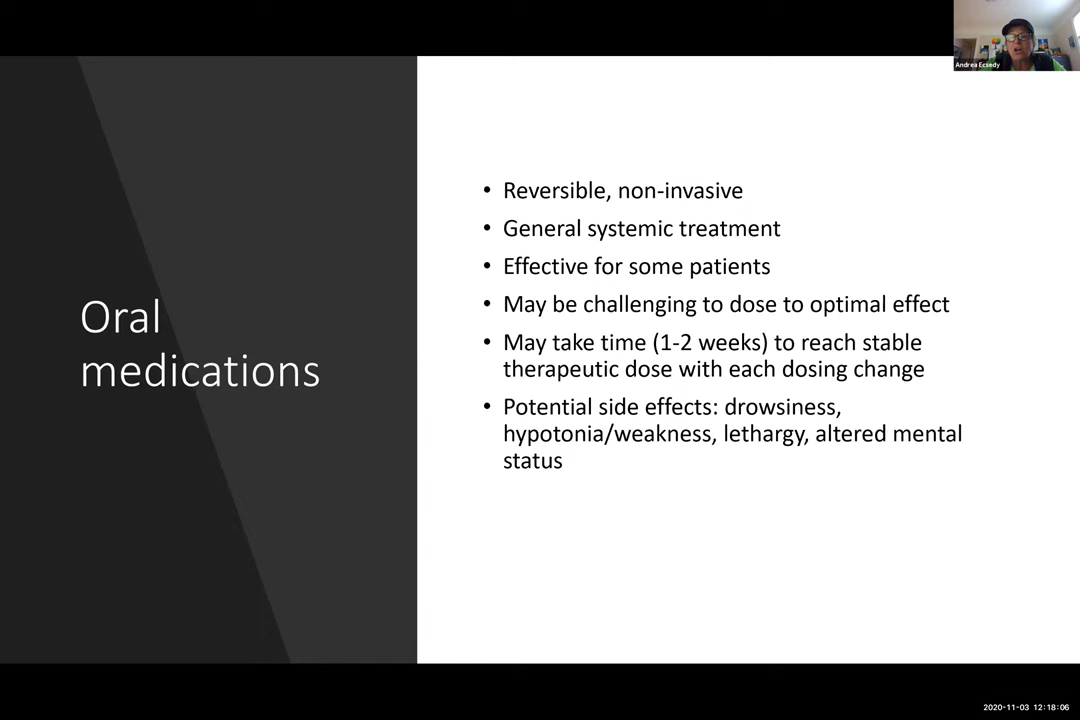 Andrea Ecsedy
Oral
medications
• Reversible, non-invasive
• General systemic treatment
• Effective for some patients
• May be challenging to dose to optimal effect
• May take time (1-2 weeks) to reach stable
therapeutic dose with each dosing change
• Potential side effects: drowsiness,
hypotonia/weakness, lethargy, altered mental
status
2020-11-03 12:18:06